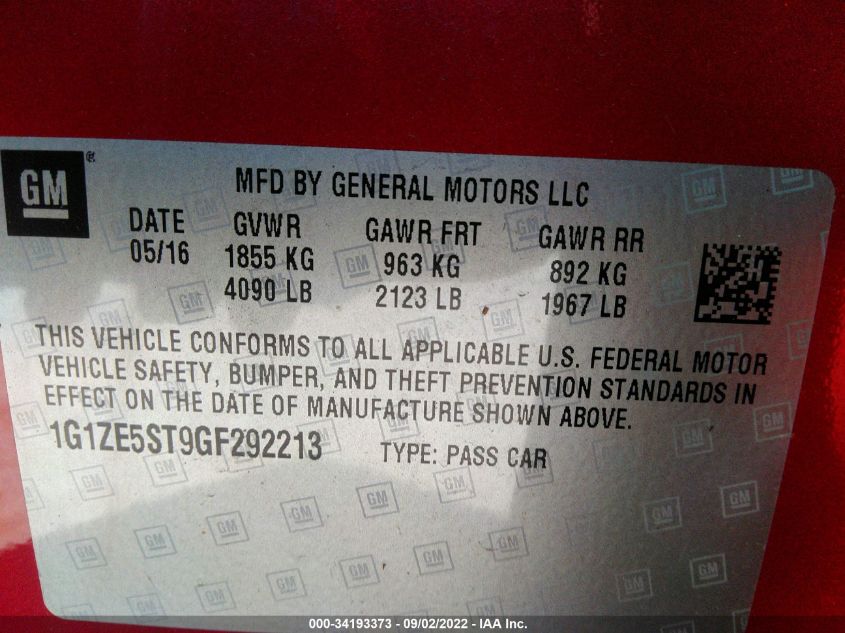 GM ®
MFD BY GENERAL MOTORS LLC
DATE GVWR GAWR FRT GAWR RR
05/16 1855 KG 963 KG 892 KG
4090 LB 2123 LB 1967 LB
THIS VEHICLE CONFORMS TO ALL APPLICABLE U.S. FEDERAL MOTOR
VEHICLE SAFETY, BUMPER, AND THEFT PREVENTION STANDARDS IN
EFFECT ON THE DATE OF MANUFACTURE SHOWN ABOVE.
1G1ZE5ST9GF292213 TYPE: PASS CAR
000-34193373 - 09/02/2022 - IAA Inc.